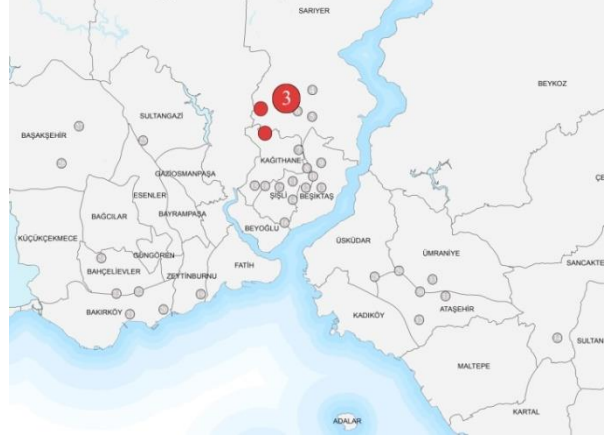 SARIYER
BEYKOZ
3
SULTANGAZİ
BAŞAKŞEHİR
KAĞITHANE
GAZİOSMANPAŞA
ÇE
ESENLER
ŞİŞLİ
BEŞİKTAŞ
BAĞCILAR
BAYRAMPAŞA
BEYOĞLU
KÜÇÜKÇEKMECE
ÜSKÜDAR
GÜNGÖREN
ÜMRANİYE
SANCAKTE
FATİH
BAHÇELİEVLER
ZEYTİNBURNU
BAKIRKÖY
KADIKÖY
ATAŞEHİR
SULTAN
MALTEPE
KARTAL
ADALAR